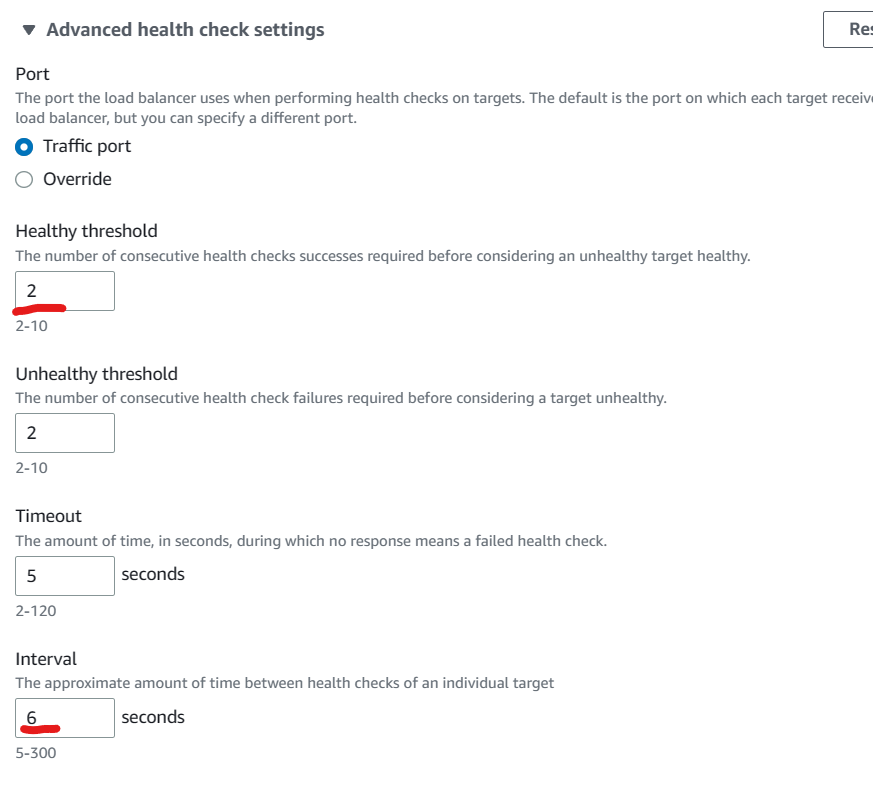 Advanced health check settings
Port
The port the load balancer uses when performing health checks on targets. The default is the port on which each target
load balancer, but you can specify a different port.
Traffic port
Override
Healthy threshold
The number of consecutive health checks successes required before considering an unhealthy target healthy.
2
2-10
Unhealthy threshold
The number of consecutive health check failures required before considering a target unhealthy.
2
2-10
Timeout
The amount of time, in seconds, during which no response means a failed health check.
5 seconds
2-120
Interval
The approximate amount of time between health checks of an individual target
6 seconds
5-300